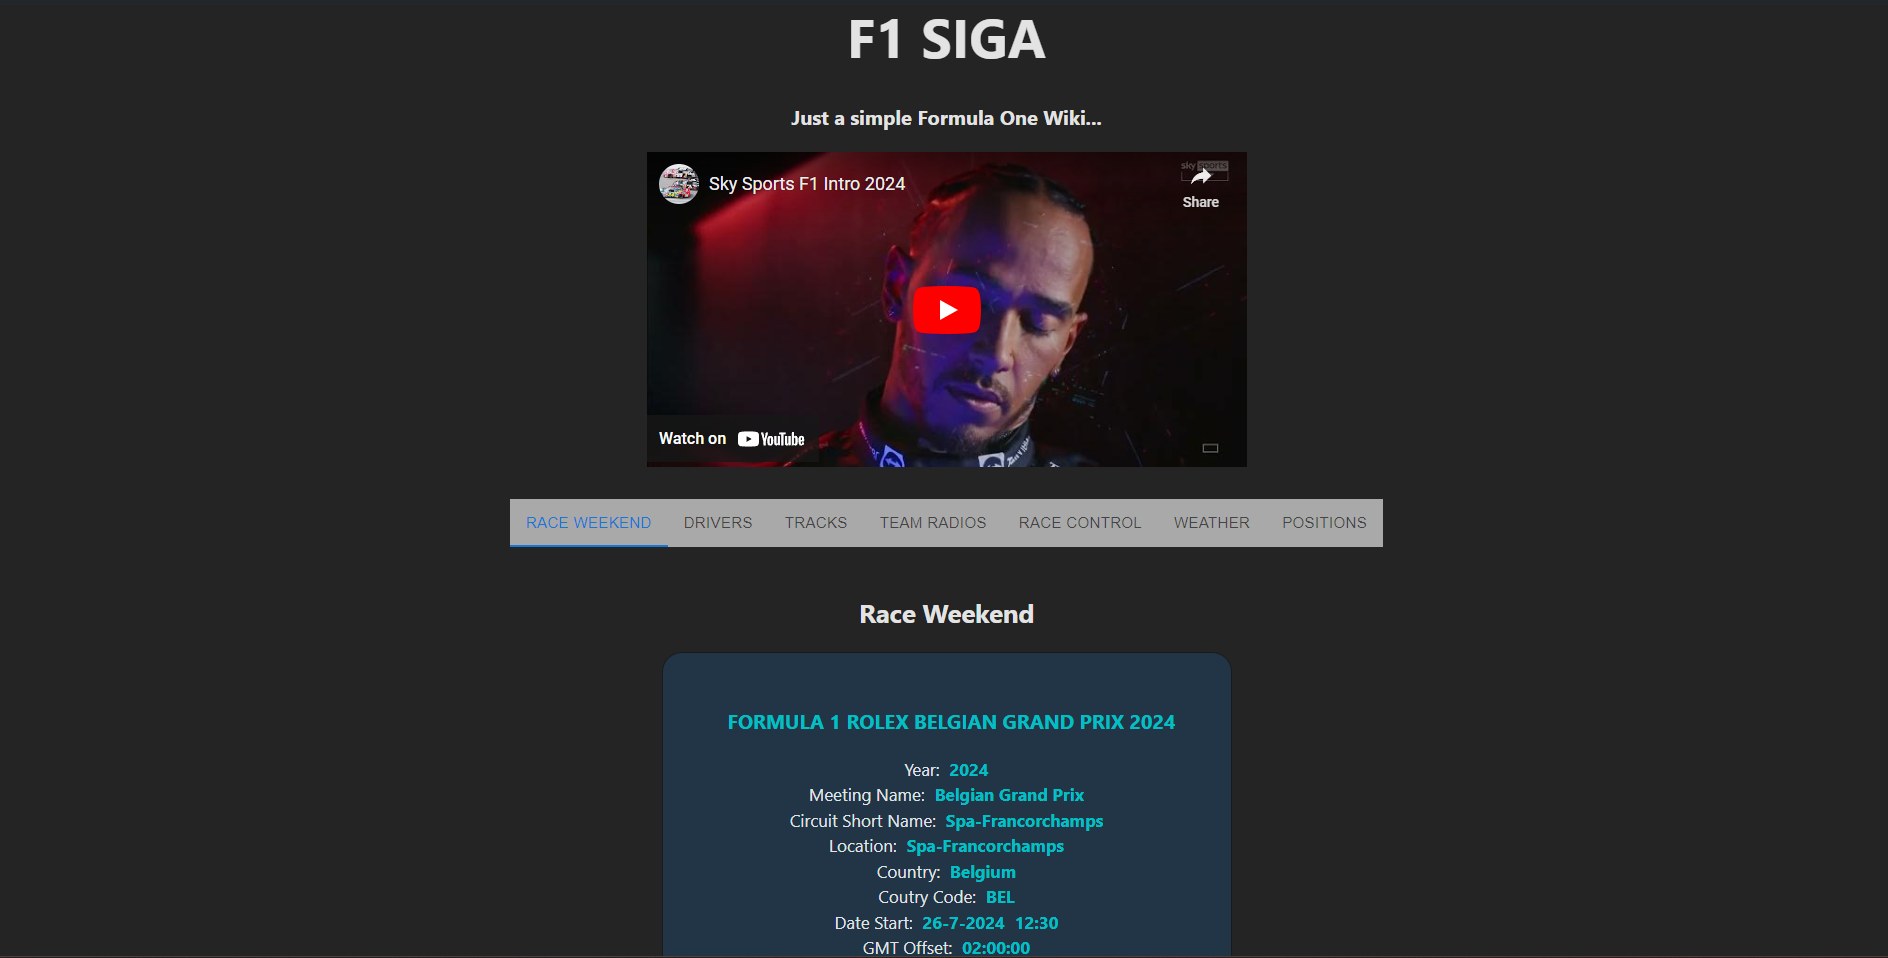 F1 SIGA
Just a simple Formula One Wiki...
Sky Sports F1 Intro 2024
sky sports
Share
Watch on YouTube
RACE WEEKEND DRIVERS TRACKS TEAM RADIOS RACE CONTROL WEATHER POSITIONS
Race Weekend
FORMULA 1 ROLEX BELGIAN GRAND PRIX 2024
Year: 2024
Meeting Name: Belgian Grand Prix
Circuit Short Name: Spa-Francorchamps
Location: Spa-Francorchamps
Country: Belgium
Coutry Code: BEL
Date Start: 26-7-2024 12:30
GMT Offset: 02:00:00